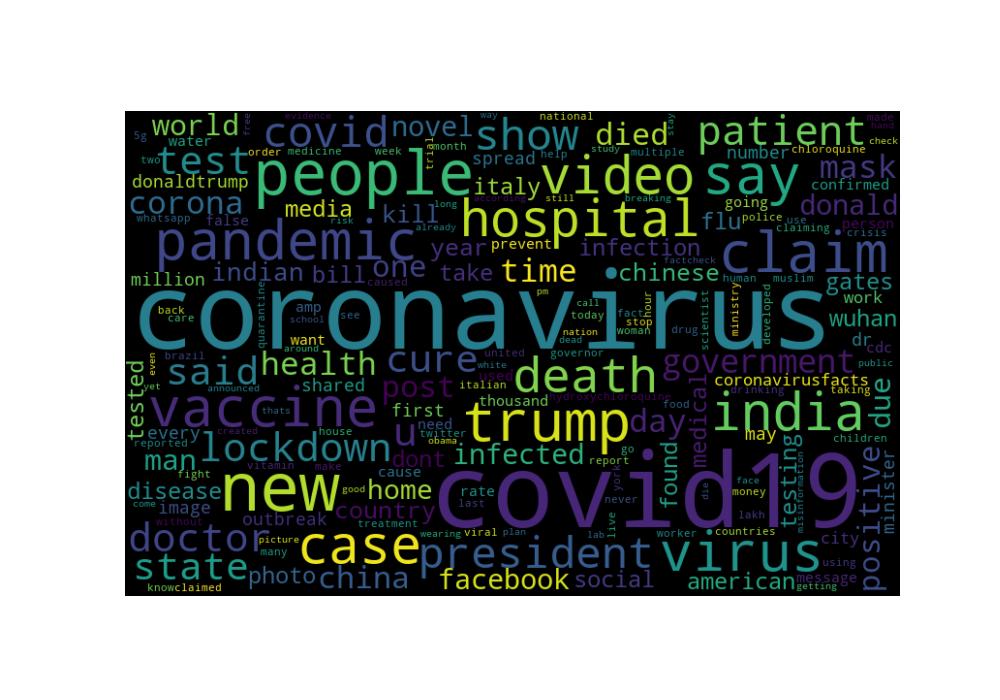 5g world covid novel show died patient made hand
free evidence way national stay
water test people italy video say number chloroquine check
two order medicine week trial month spread help study multiple mask
donaldtrump according still breaking confirmed
corona media kill hospital flu going donald
whatsapp false risk long already police use claiming person crisis
pandemic year prevent infection claim
factcheck
indian bill one take time chinese human muslim gates
million caused
amp pm call hour work
coronavirus
back care quarantine school see today fact stop woman scientist ministry developed wuhan
want nation drug dr
around dead governor cdc
even brazil said health cure united white death government public
yet announced shared post used italian coronavirusfacts taking
tested thousand hydroxychloroquine food drinking
vaccine thats first trump day medical india due
every created house need twitter u obama may children
reported lockdown dont infected go report
man fight vitamin make cause found testing positive minister
disease come image new good home rate last never york die face money misinformation
without outbreak country covid19 lakh
doctor picture many treatment wearing viral plan lab live worker countries city
state case president virus using
photo china facebook social american message
know claimed getting